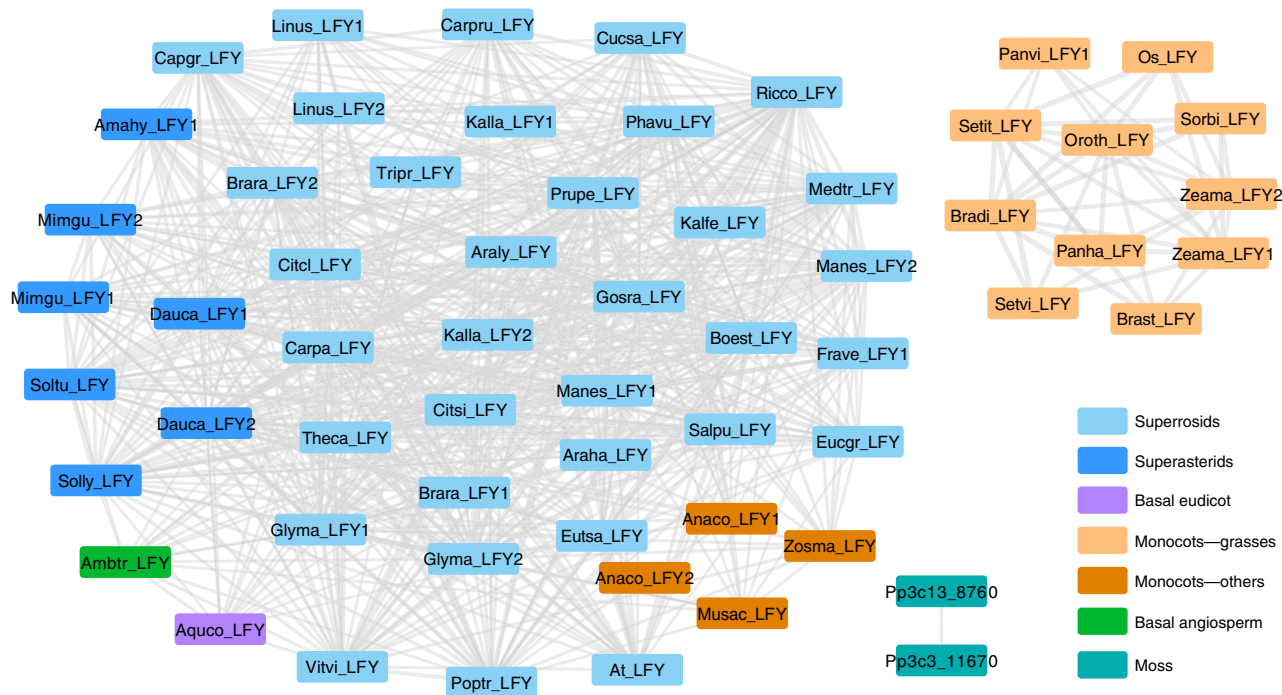 Linus_LFY1
Carpru_LFY
Cucsa_LFY
Capgr_LFY
Ricco_LFY
Linus_LFY2
Kalla_LFY1
Phavu_LFY
Amahy_LFY1
Tripr_LFY
Brara_LFY2
Prupe_LFY
Medtr_LFY
Mimgu_LFY2
Kalfe_LFY
Citcl_LFY
Araly_LFY
Manes_LFY2
Mimgu_LFY1
Dauca_LFY1
Gosra_LFY
Carpa_LFY
Kalla_LFY2
Boest_LFY
Frave_LFY1
Soltu_LFY
Manes_LFY1
Dauca_LFY2
Citsi_LFY
Theca_LFY
Salpu_LFY
Eucgr_LFY
Araha_LFY
Solly_LFY
Brara_LFY1
Glyma_LFY1
Anaco_LFY1
Eutsa_LFY
Zosma_LFY
Ambtr_LFY
Glyma_LFY2
Anaco_LFY2
Musac_LFY
Aquco_LFY
Vitvi_LFY
Poptr_LFY
At_LFY
Panvi_LFY1
Os_LFY
Setit_LFY
Oroth_LFY
Sorbi_LFY
Zeama_LFY2
Bradi_LFY
Panha_LFY
Zeama_LFY1
Setvi_LFY
Brast_LFY
Pp3c13_8760
Pp3c3_11670
Superrosids
Superasterids
Basal eudicot
Monocots—grasses
Monocots—others
Basal angiosperm
Moss